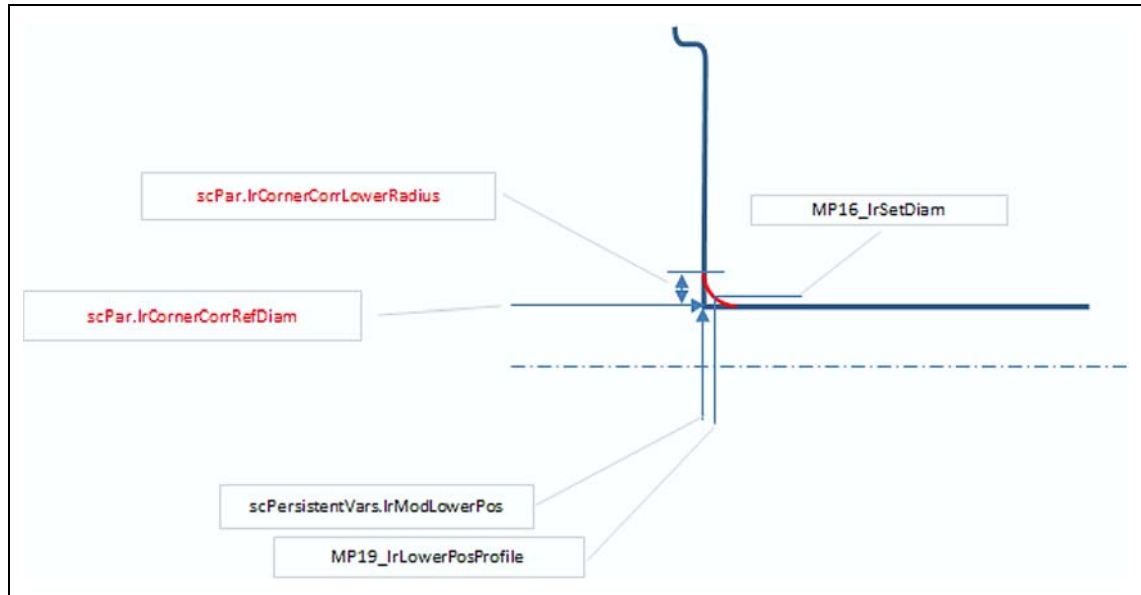 scPar.IrCornerCorrLowerRadius
MP16_IrSetDiam
scPar.IrCornerCorrRefDiam
scPersistentVars.IrModLowerPos
MP19_IrLowerPosProfile